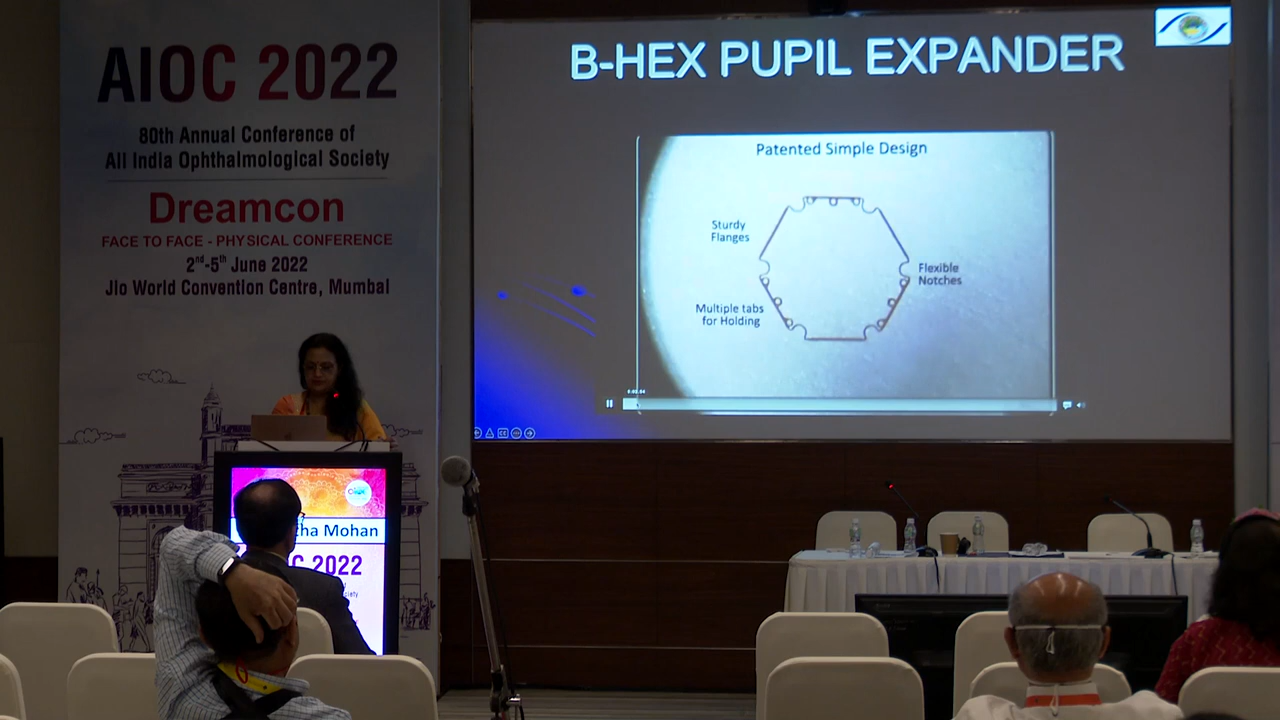 AIOC 2022
80th Annual Conference of
All India Ophthalmological Society
Dreamcon
FACE TO FACE - PHYSICAL CONFERENCE
2nd-5th June 2022
Jio World Convention Centre, Mumbai
B-HEX PUPIL EXPANDER
Patented Simple Design
Sturdy
Flanges
Flexible
Notches
Multiple tabs
for Holding
tha Mohan
C 2022